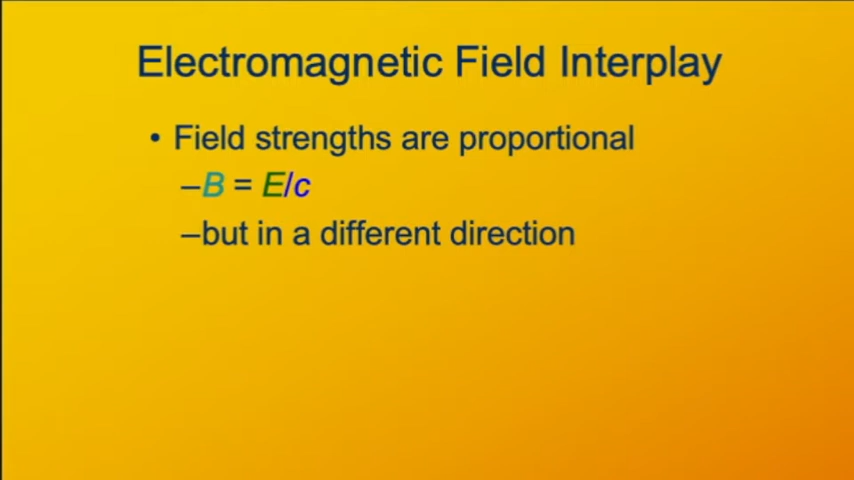 Electromagnetic Field Interplay
• Field strengths are proportional
–B = E/c
–but in a different direction